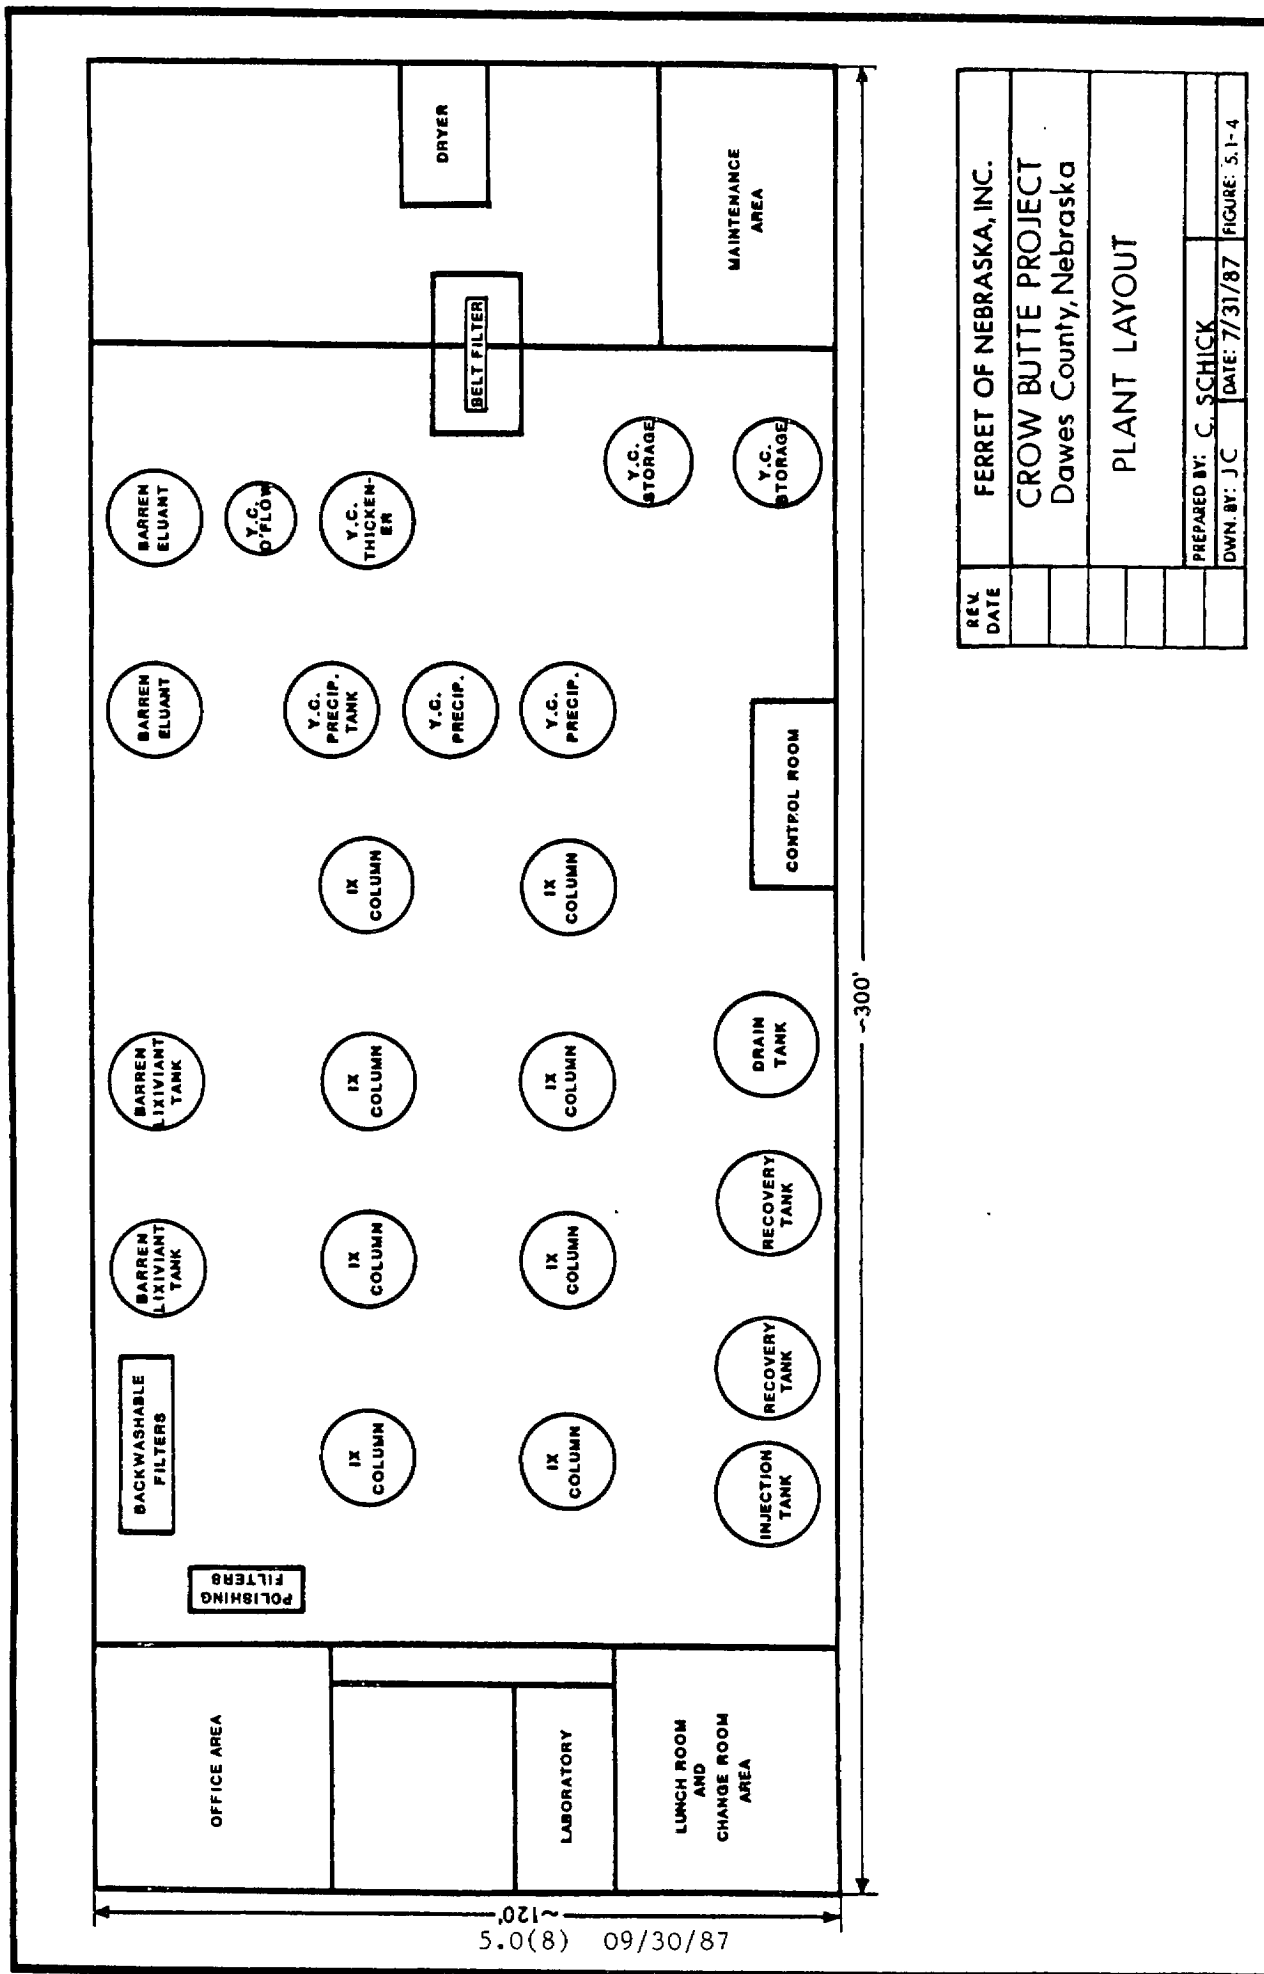 OFFICE AREA
LABORATORY
LUNCH ROOM
AND
CHANGE ROOM
AREA
POLISHING
FILTERS
BACKWASHABLE
FILTERS
BARREN
LIXIVIANT
TANK
BARREN
LIXIVIANT
TANK
BARREN
ELUANT
BARREN
ELUANT
Y.C.
O'FLOW
Y.C.
THICKEN-
ER
Y.C.
PRECIP.
TANK
Y.C.
PRECIP.
Y.C.
PRECIP.
IX
COLUMN
IX
COLUMN
IX
COLUMN
IX
COLUMN
IX
COLUMN
IX
COLUMN
IX
COLUMN
IX
COLUMN
INJECTION
TANK
RECOVERY
TANK
RECOVERY
TANK
DRAIN
TANK
CONTROL ROOM
Y.C.
STORAGE
Y.C.
STORAGE
BELT FILTER
DRYER
MAINTENANCE
AREA
~120'
~300'
REV.
DATE
FERRET OF NEBRASKA, INC.
CROW BUTTE PROJECT
Dawes County, Nebraska
PLANT LAYOUT
PREPARED BY: C. SCHICK
DWN. BY: JC DATE: 7/31/87 FIGURE: 5.1-4
5.0(8) 09/30/87